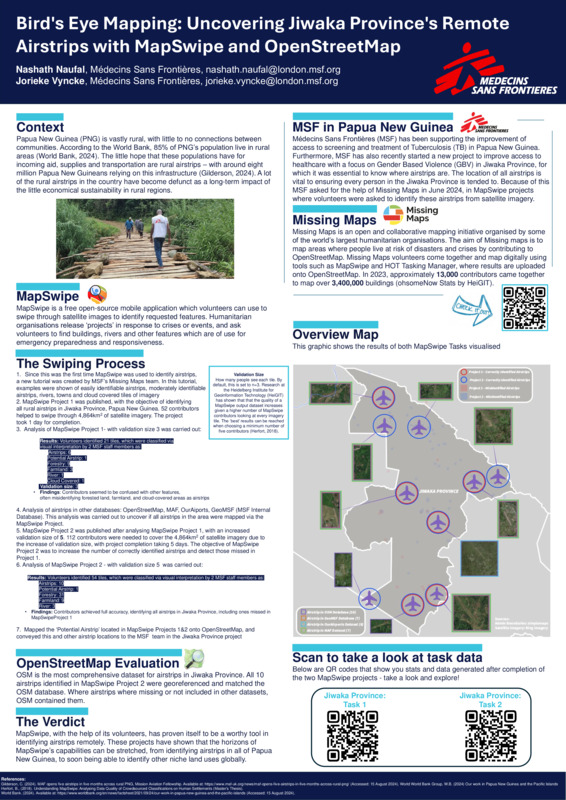 Bird's Eye Mapping: Uncovering Jiwaka Province's Remote
Airstrips with MapSwipe and OpenStreetMap
Nashath Naufal, Médecins Sans Frontières, nashath.naufal@london.msf.org
Jorieke Vyncke, Médecins Sans Frontières, jorieke.vyncke@london.msf.org
MEDECINS
SANS FRONTIERES
Context
Papua New Guinea (PNG) is vastly rural, with little to no connections between
communities. According to the World Bank, 85% of PNG's population live in rural
areas (World Bank, 2024). The little hope that these populations have for
incoming aid, supplies and transportation are rural airstrips – with around eight
million Papua New Guineans relying on this infrastructure (Gilderson, 2024). A lot
of the rural airstrips in the country have become defunct as a long-term impact of
the little economical sustainability in rural regions.
MapSwipe
MapSwipe is a free open-source mobile application which volunteers can use to
swipe through satellite images to identify requested features. Humanitarian
organisations release 'projects' in response to crises or events, and ask
volunteers to find buildings, rivers and other features which are of use for
emergency preparedness and responsiveness.
The Swiping Process
1. Since this was the first time MapSwipe was used to identify airstrips,
a new tutorial was created by MSF's Missing Maps team. In this tutorial,
examples were shown of easily identifiable airstrips, moderately identifiable
airstrips, rivers, towns and cloud covered tiles of imagery
2. MapSwipe Project 1 was published, with the objective of identifying
all rural airstrips in Jiwaka Province, Papua New Guinea. 52 contributors
helped to swipe through 4,864km² of satellite imagery. The project
took 1 day for completion.
3. Analysis of MapSwipe Project 1- with validation size 3 was carried out:
Validation Size
How many people see each tile. By
default, this is set to n=3. Research at
the Heidelberg Institute for
Geoinformation Technology (HeiGIT)
has shown that the quality of a
MapSwipe output dataset increases
given a higher number of MapSwipe
contributors looking at every imagery
tile. The 'best' results can be reached
when choosing a minimum number of
five contributors (Herfort, 2018).
Results: Volunteers identified 21 tiles, which were classified via
visual interpretation by 2 MSF staff members as
Airstrips:
Potential Airstrip:
Forestry:
Farmland:
River:
Cloud Covered:
Validation size:
• Findings: Contributors seemed to be confused with other features,
often misidentifying forested land, farmland, and cloud-covered areas as airstrips
4. Analysis of airstrips in other databases: OpenStreetMap, MAF, OurAiports, GeoMSF (MSF Internal
Database). This analysis was carried out to uncover if all airstrips in the area were mapped via the
MapSwipe Project.
5. MapSwipe Project 2 was published after analysing MapSwipe Project 1, with an increased
validation size of 5. 112 contributors were needed to cover the 4,864km² of satellite imagery due to
the increase of validation size, with project completion taking 5 days. The objective of MapSwipe
Project 2 was to increase the number of correctly identified airstrips and detect those missed in
Project 1.
6. Analysis of MapSwipe Project 2 - with validation size 5 was carried out:
Results: Volunteers identified 54 tiles, which were classified via visual interpretation by 2 MSF staff members as
Airstrips:
Potential Airstrip:
Forestry:
Farmland:
River:
• Findings: Contributors achieved full accuracy, identifying all airstrips in Jiwaka Province, including ones missed in
MapSwipeProject 1
7. Mapped the 'Potential Airstrip' located in MapSwipe Projects 1&2 onto OpenStreetMap, and
conveyed this and other airstrip locations to the MSF team in the Jiwaka Province project
OpenStreetMap Evaluation
OSM is the most comprehensive dataset for airstrips in Jiwaka Province. All 10
airstrips identified in MapSwipe Project 2 were georeferenced and matched the
OSM database. Where airstrips where missing or not included in other datasets,
OSM contained them.
The Verdict
MapSwipe, with the help of its volunteers, has proven itself to be a worthy tool in
identifying airstrips remotely. These projects have shown that the horizons of
MapSwipe's capabilities can be stretched, from identifying airstrips in all of Papua
New Guinea, to soon being able to identify other niche land uses globally.
MSF in Papua New Guinea
MEDECINS
SANS FRONTIERES
Médecins Sans Frontières (MSF) has been supporting the improvement of
access to screening and treatment of Tuberculosis (TB) in Papua New Guinea.
Furthermore, MSF has also recently started a new project to improve access to
healthcare with a focus on Gender Based Violence (GBV) in Jiwaka Province, for
which it was essential to know where airstrips are. The location of all airstrips is
vital to ensuring every person in the Jiwaka Province is tended to. Because of this
MSF asked for the help of Missing Maps in June 2024, in MapSwipe projects
where volunteers were asked to identify these airstrips from satellite imagery.
Missing Maps
Missing
Maps
Missing Maps is an open and collaborative mapping initiative organised by some
of the world's largest humanitarian organisations. The aim of Missing maps is to
map areas where people live at risk of disasters and crises by contributing to
OpenStreetMap. Missing Maps volunteers come together and map digitally using
tools such as MapSwipe and HOT Tasking Manager, where results are uploaded
onto OpenStreetMap. In 2023, approximately 13,000 contributors came together
to map over 3,400,000 buildings (ohsomeNow Stats by HeiGIT).
CHECK IT OUT
Overview Map
This graphic shows the results of both MapSwipe Tasks visualised
JIWAKA PROVINCE
Scan to take a look at task data
Below are QR codes that show you stats and data generated after completion of
the two MapSwipe projects - take a look and explore!
Jiwaka Province:
Task 1
Jiwaka Province:
Task 2
References: